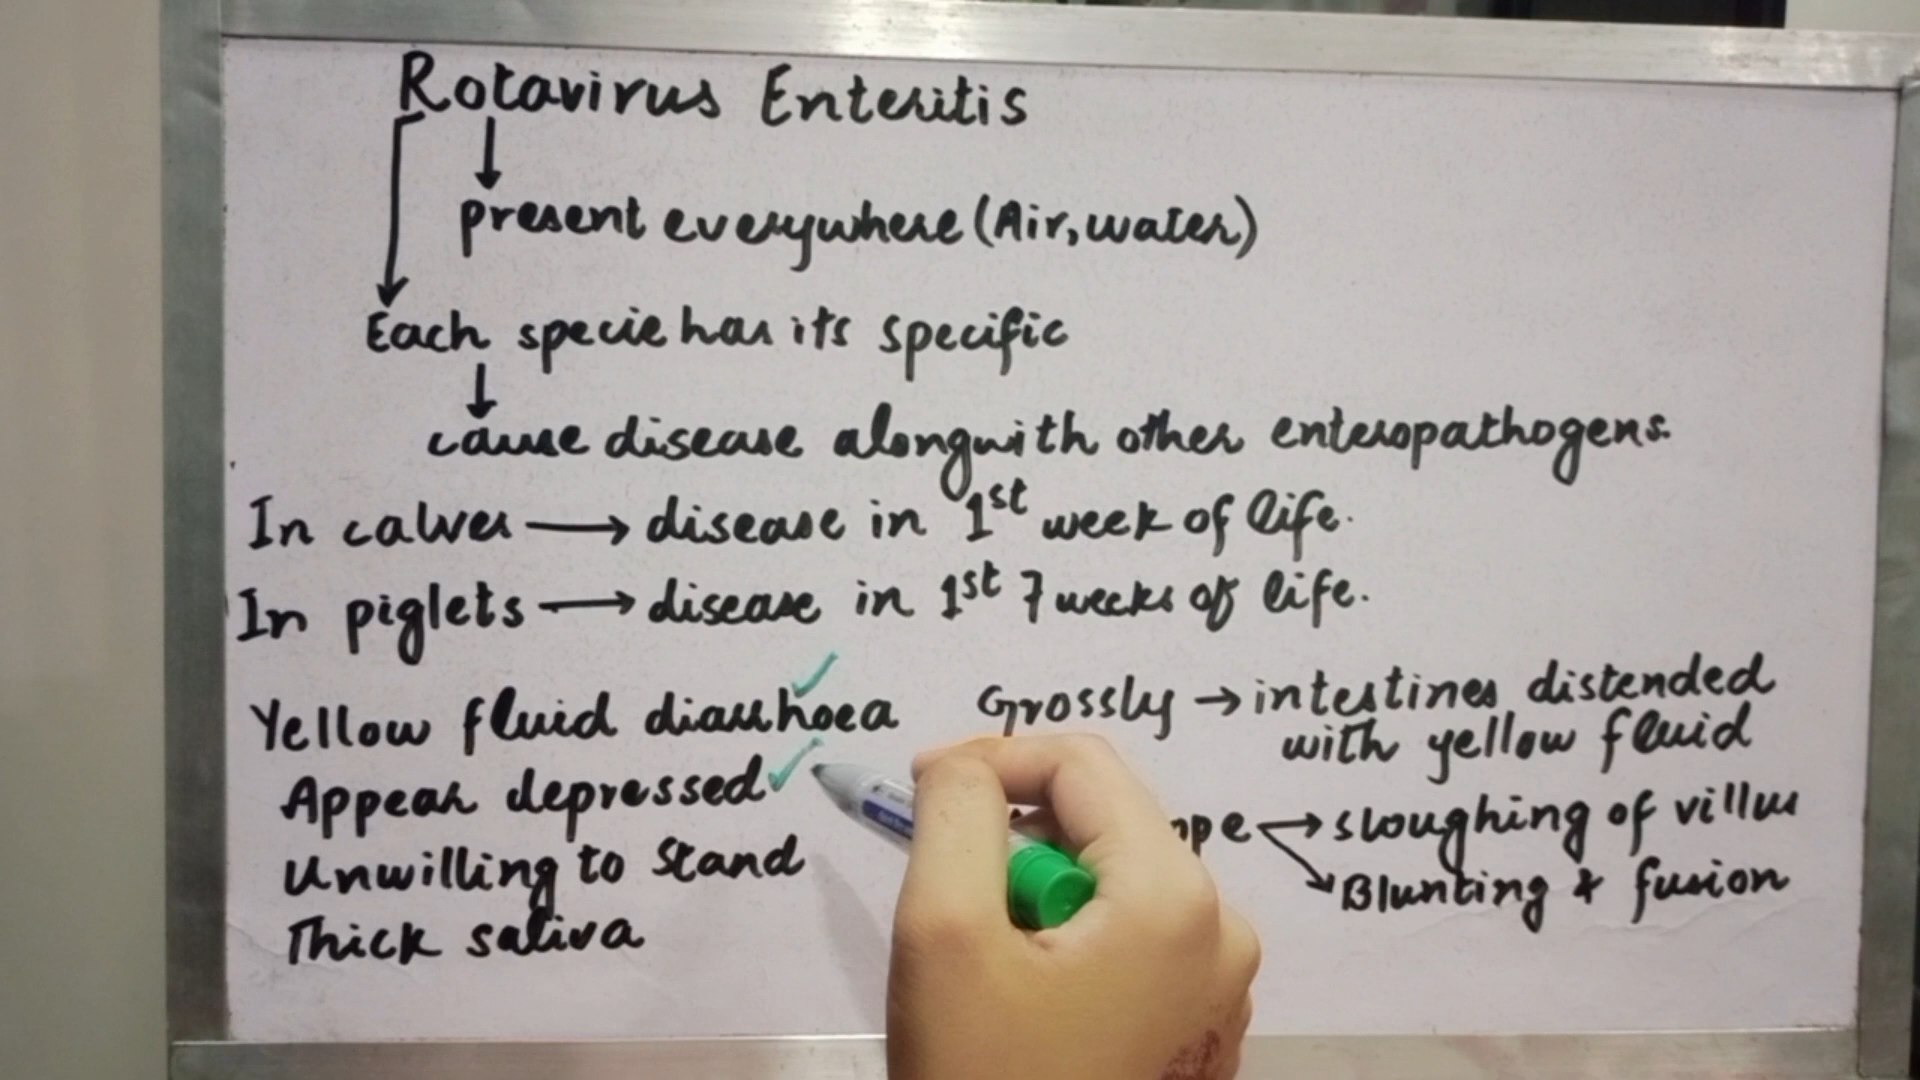 Rotavirus Enteritis
present everywhere (Air, water)
Each specie has its specific
cause disease alongwith other enteropathogens.
In calves → disease in 1st week of life.
In piglets → disease in 1st 7 weeks of life.
Yellow fluid diarrhoea ✓
Appear depressed ✓
Unwilling to stand
Thick saliva
Grossly → intestines distended
with yellow fluid
→ sloughing of villus
Blunting & fusion